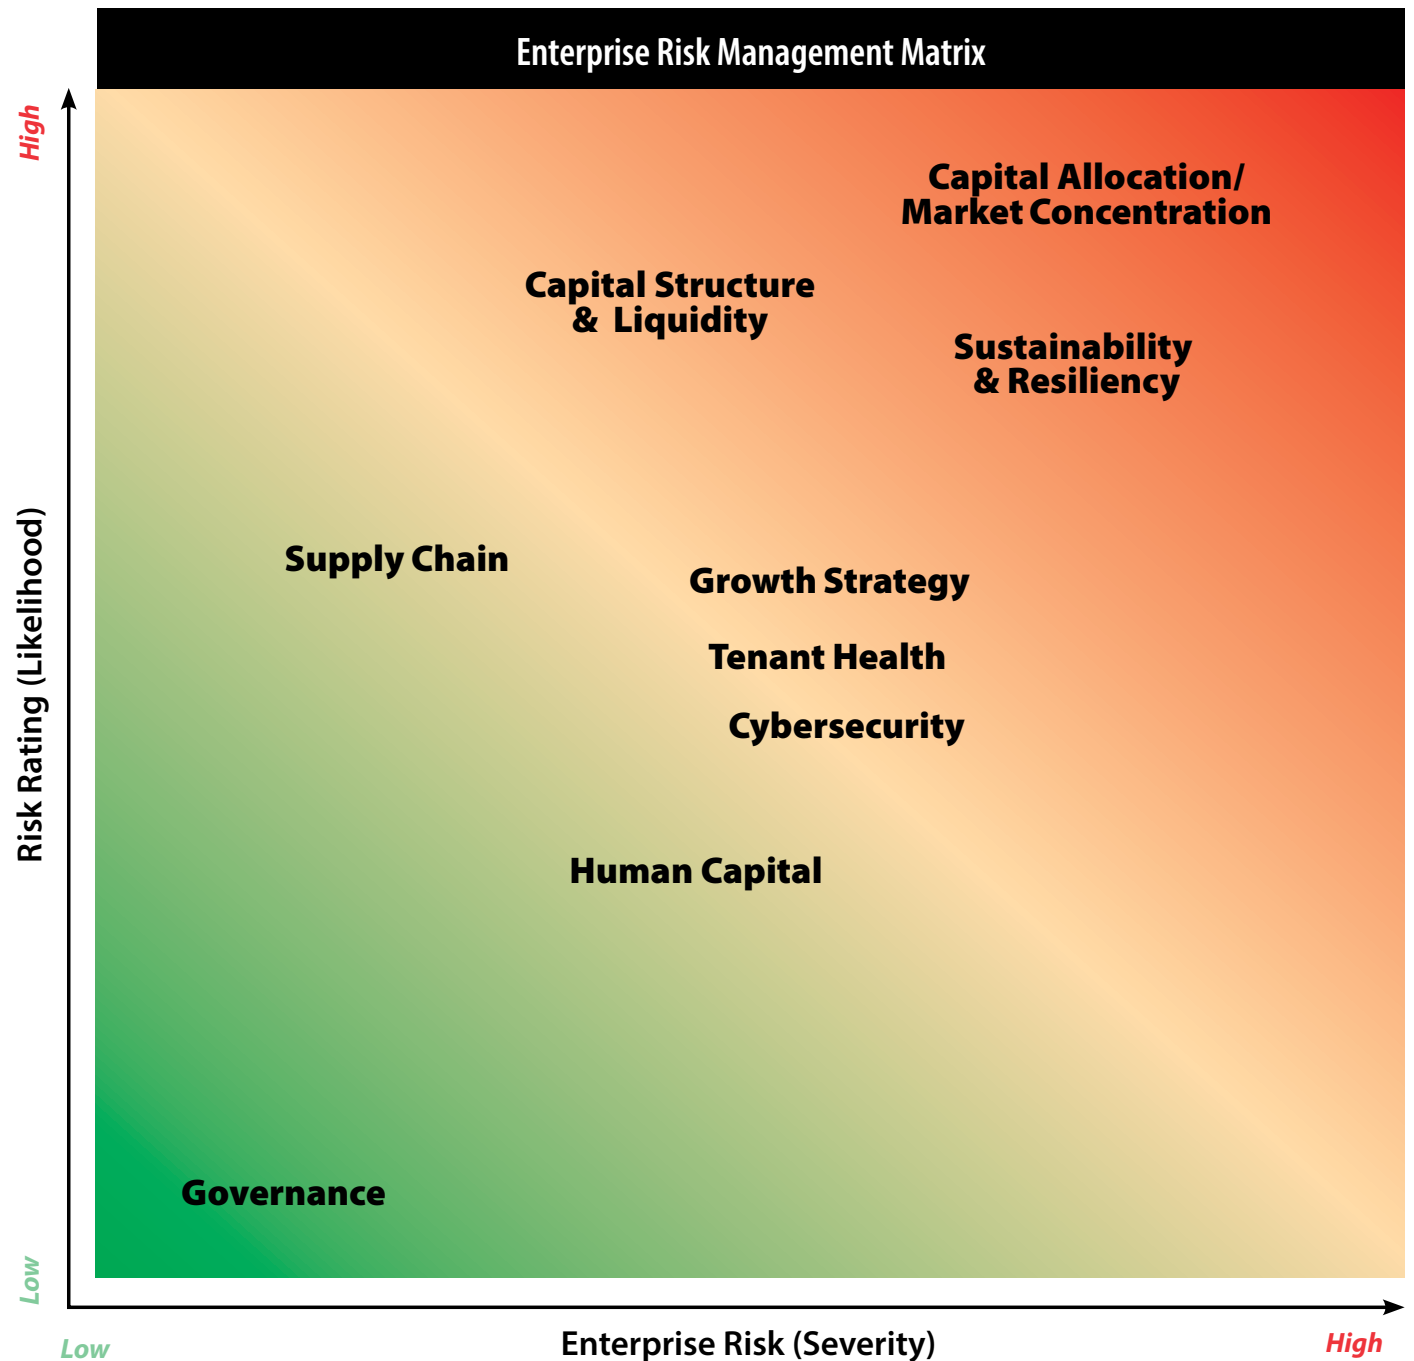 Enterprise Risk Management Matrix
High
Capital Allocation/
Market Concentration
Capital Structure
& Liquidity
Sustainability
& Resiliency
Risk Rating (Likelihood)
Supply Chain
Growth Strategy
Tenant Health
Cybersecurity
Human Capital
Governance
Low
Low
Enterprise Risk (Severity)
High